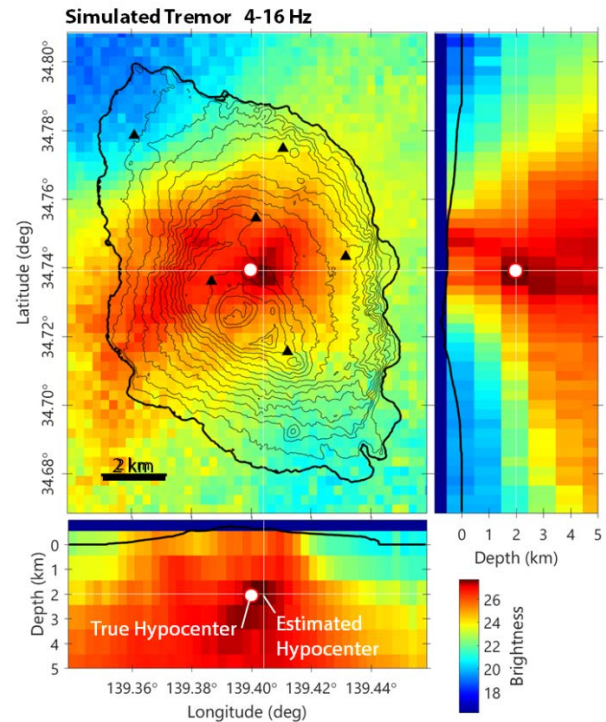 Simulated Tremor 4-16 Hz
34.80°
34.78°
34.76°
34.74°
34.72°
34.70°
34.68°
Latitude (deg)
2 km
0 1 2 3 4 5
Depth (km)
0
1
2
3
4
5
Depth (km)
True Hypocenter
Estimated
Hypocenter
139.36° 139.38° 139.40° 139.42° 139.44°
Longitude (deg)
26
24
22
20
18
16
Brightness